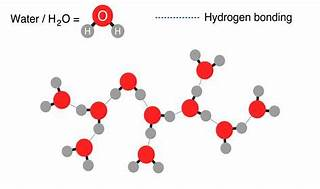 Water / H₂O =
O
H H
Hydrogen bonding